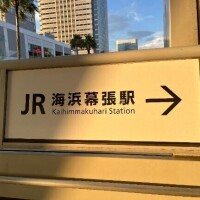 JR 海浜幕張駅 →
Kaihimmakuhari Station